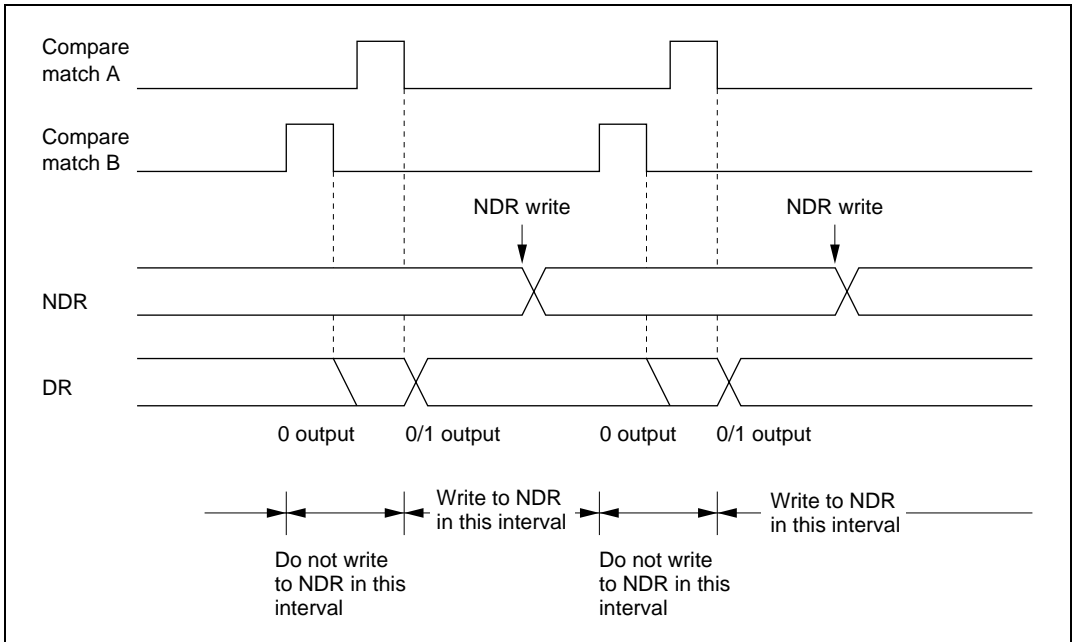 Compare
match A
Compare
match B
NDR write
NDR write
NDR
DR
0 output
0/1 output
0 output
0/1 output
Write to NDR
in this interval
Write to NDR
in this interval
Do not write
to NDR in this
interval
Do not write
to NDR in this
interval